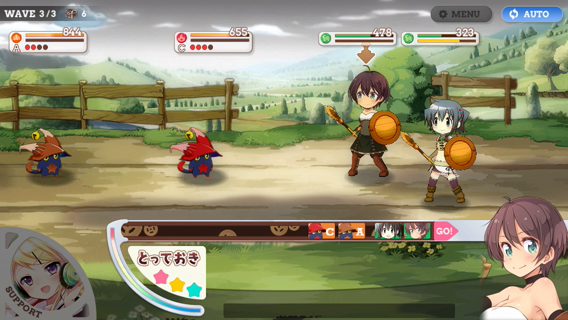 WAVE 3/3 6
MENU
AUTO
844
A
655
C
478
323
C
A
GO!
とっておき
SUPPORT